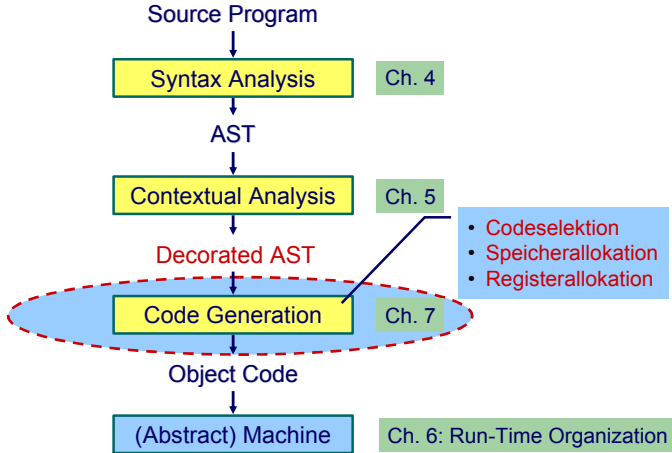 Source Program
Syntax Analysis
Ch. 4
AST
Contextual Analysis
Ch. 5
Decorated AST
• Codeselektion
• Speicherallokation
• Registerallokation
Code Generation
Ch. 7
Object Code
(Abstract) Machine
Ch. 6: Run-Time Organization